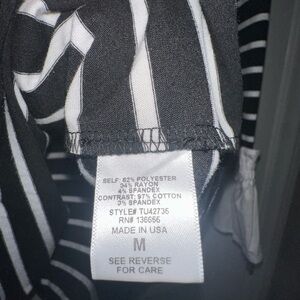 SELF: 62% POLYESTER
34% RAYON
4% SPANDEX
CONTRAST: 97% COTTON
3% SPANDEX
STYLE# TU42735
RN# 136656
MADE IN USA
M
SEE REVERSE
FOR CARE